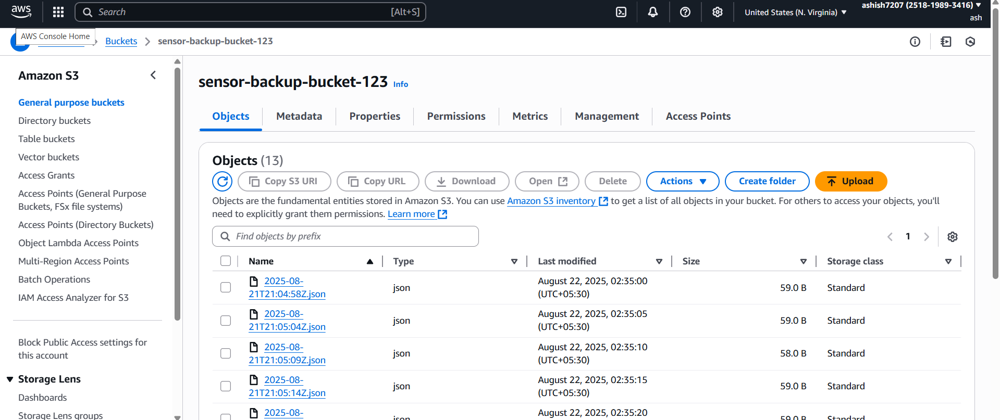 aws
Search
[Alt+S]
United States (N. Virginia)
ashish7207 (2518-1989-3416)
ash
AWS Console Home
Buckets
sensor-backup-bucket-123
Amazon S3
General purpose buckets
Directory buckets
Table buckets
Vector buckets
Access Grants
Access Points (General Purpose
Buckets, FSx file systems)
Access Points (Directory Buckets)
Object Lambda Access Points
Multi-Region Access Points
Batch Operations
IAM Access Analyzer for S3
Block Public Access settings for
this account
Storage Lens
Dashboards
Storage Lens groups
sensor-backup-bucket-123 Info
Objects Metadata Properties Permissions Metrics Management Access Points
Objects (13)
Copy S3 URI Copy URL Download Open Delete Actions Create folder Upload
Objects are the fundamental entities stored in Amazon S3. You can use Amazon S3 inventory to get a list of all objects in your bucket. For others to access your objects, you'll
need to explicitly grant them permissions. Learn more
Find objects by prefix
1
Name Type Last modified Size Storage class
2025-08-
21T21:04:58Z.json
json
August 22, 2025, 02:35:00
(UTC+05:30)
59.0 B
Standard
2025-08-
21T21:05:04Z.json
json
August 22, 2025, 02:35:05
(UTC+05:30)
59.0 B
Standard
2025-08-
21T21:05:09Z.json
json
August 22, 2025, 02:35:10
(UTC+05:30)
58.0 B
Standard
2025-08-
21T21:05:14Z.json
json
August 22, 2025, 02:35:15
(UTC+05:30)
59.0 B
Standard
2025-08-
json
August 22, 2025, 02:35:20
59.0 B
Standard